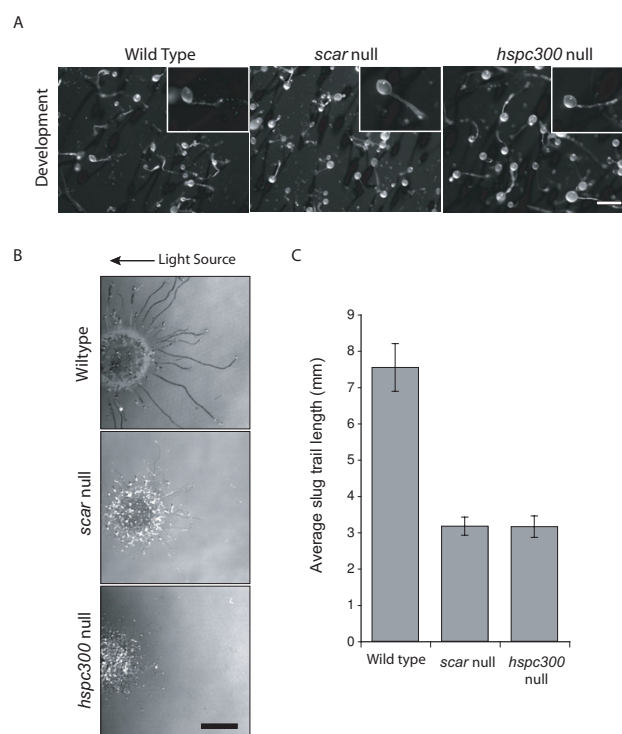 A
Wild Type
scar null
hspc300 null
Development
B
Light Source
Wiltype
scar null
hspc300 null
C
Average slug trail length (mm)
9
8
7
6
5
4
3
2
1
0
Wild type
scar null
hspc300
null